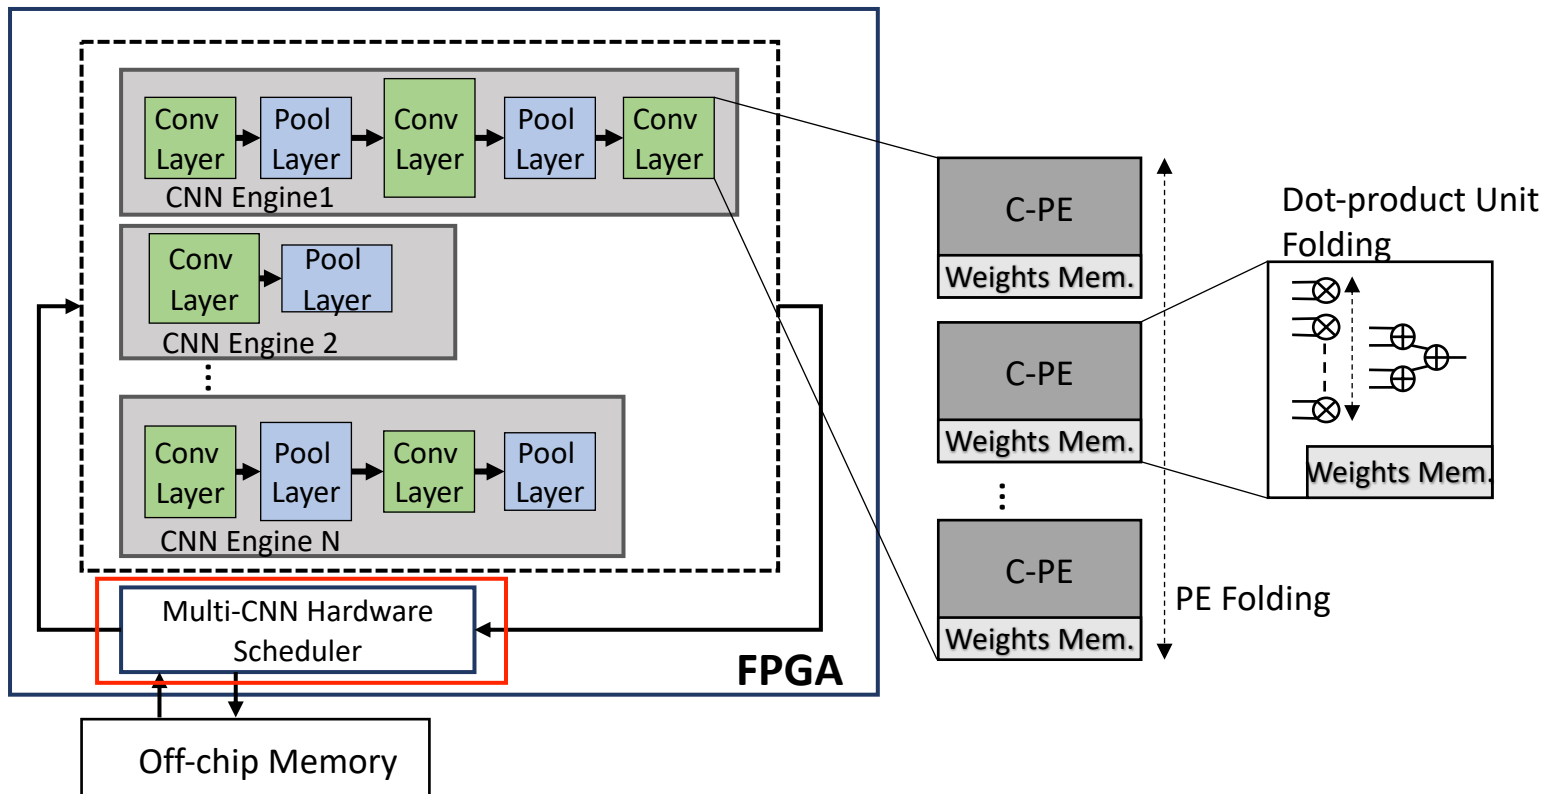 Conv
Layer
Pool
Layer
Conv
Layer
Pool
Layer
Conv
Layer
CNN Engine1
Conv
Layer
Pool
Layer
CNN Engine 2
Conv
Layer
Pool
Layer
Conv
Layer
Pool
Layer
CNN Engine N
Multi-CNN Hardware
Scheduler
FPGA
Off-chip Memory
C-PE
Weights Mem.
C-PE
Weights Mem.
C-PE
Weights Mem.
PE Folding
Dot-product Unit
Folding
Weights Mem.